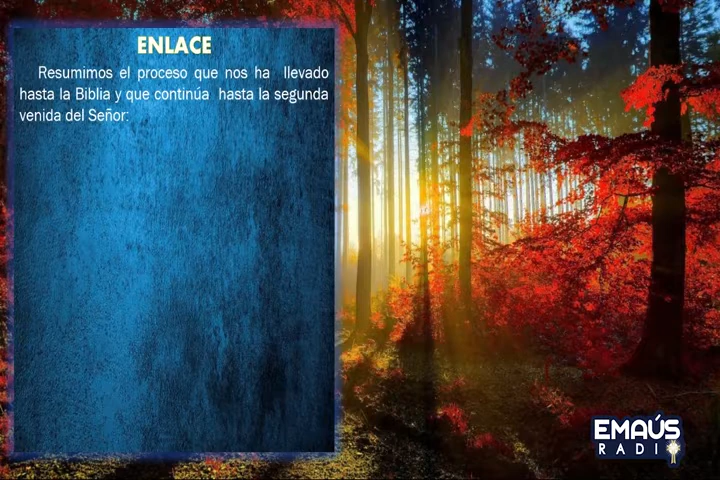 ENLACE
Resumimos el proceso que nos ha llevado
hasta la Biblia y que continúa hasta la segunda
venida del Señor:
EMAÚS
RADIO